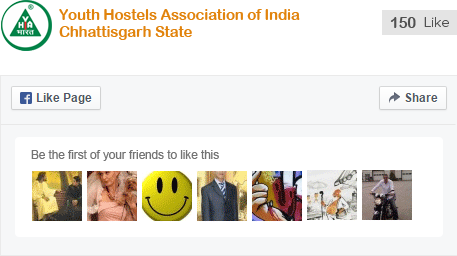 Youth Hostels Association of India
Chhattisgarh State
150 Like
YHA
भारत
Like Page
Share
Be the first of your friends to like this